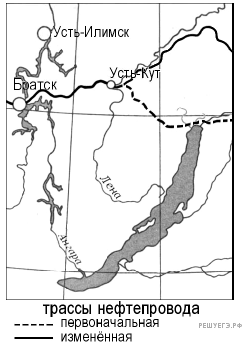 Усть-Илимск
Братск
Усть-Кут
Лена
Ангара
трассы нефтепровода
первоначальная
изменённая
РЕШУЕГЭ.РФ